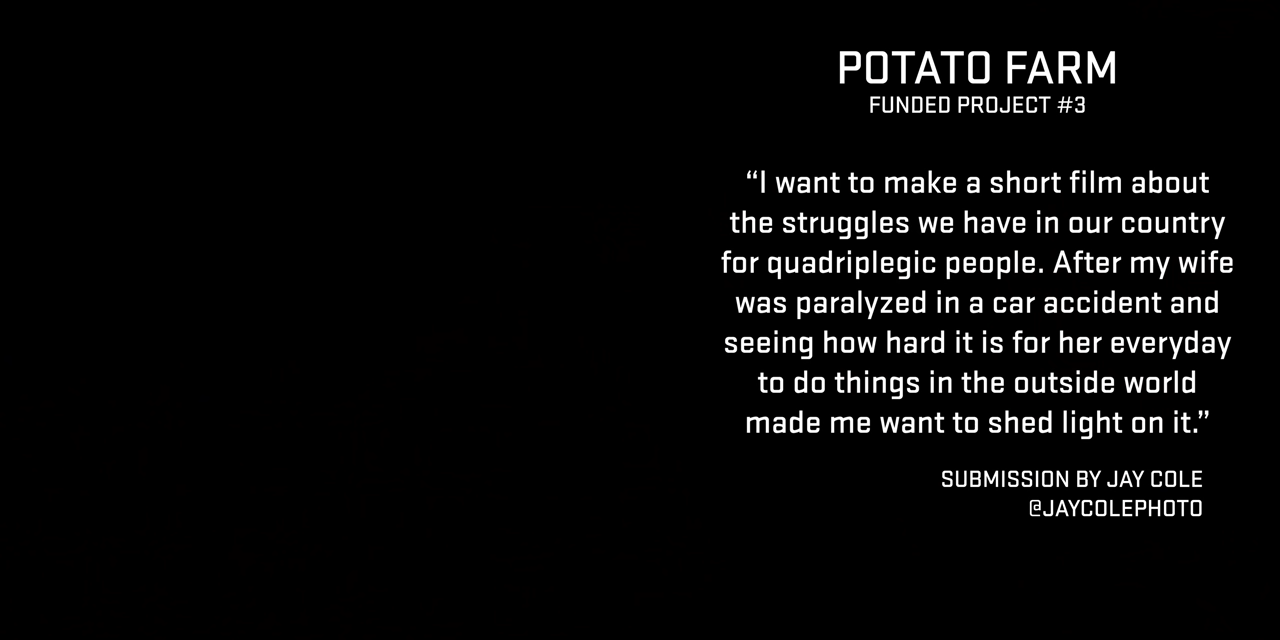 POTATO FARM
FUNDED PROJECT #3
“I want to make a short film about
the struggles we have in our country
for quadriplegic people. After my wife
was paralyzed in a car accident and
seeing how hard it is for her everyday
to do things in the outside world
made me want to shed light on it.”
SUBMISSION BY JAY COLE
@JAYCOLEPHOTO